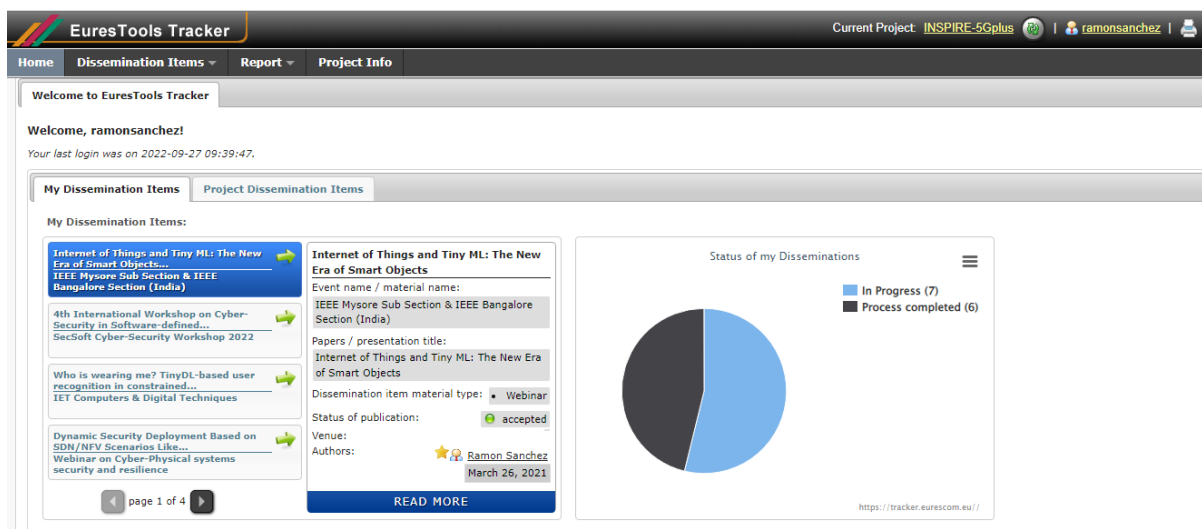 EuresTools Tracker
Current Project: INSPIRE-5Gplus | ramonsanchez |
Home Dissemination Items Report Project Info
Welcome to EuresTools Tracker
Welcome, ramonsanchez!
Your last login was on 2022-09-27 09:39:47.
My Dissemination Items Project Dissemination Items
My Dissemination Items:
Internet of Things and Tiny ML: The New
Era of Smart Objects...
IEEE Mysore Sub Section & IEEE
Bangalore Section (India)
4th International Workshop on Cyber-
Security in Software-defined...
SecSoft Cyber-Security Workshop 2022
Who is wearing me? TinyDL-based user
recognition in constrained...
IET Computers & Digital Techniques
Dynamic Security Deployment Based on
SDN/NFV Scenarios Like...
Webinar on Cyber-Physical systems
security and resilience
page 1 of 4
Internet of Things and Tiny ML: The New
Era of Smart Objects
Event name / material name:
IEEE Mysore Sub Section & IEEE Bangalore
Section (India)
Papers / presentation title:
Internet of Things and Tiny ML: The New Era
of Smart Objects
Dissemination item material type: • Webinar
Status of publication: accepted
Venue:
Authors: Ramon Sanchez
March 26, 2021
READ MORE
Status of my Disseminations
In Progress (7)
Process completed (6)
https://tracker.eurescom.eu//